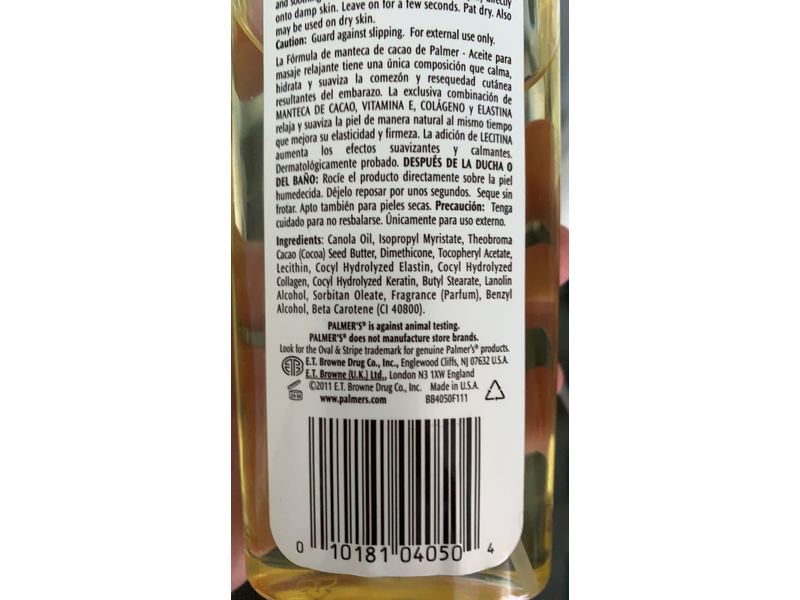 and soothing directly
onto damp skin. Leave on for a few seconds. Pat dry. Also
may be used on dry skin.
Caution: Guard against slipping. For external use only.
La Fórmula de manteca de cacao de Palmer - Aceite para
masaje relajante tiene una única composición que calma,
hidrata y suaviza la comezón y resequedad cutánea
resultantes del embarazo. La exclusiva combinación de
MANTECA DE CACAO, VITAMINA E, COLÁGENO y ELASTINA
relaja y suaviza la piel de manera natural al mismo tiempo
que mejora su elasticidad y firmeza. La adición de LECITINA
aumenta los efectos suavizantes y calmantes.
Dermatológicamente probado. DESPUÉS DE LA DUCHA O
DEL BAÑO: Rocíe el producto directamente sobre la piel
humedecida. Déjelo reposar por unos segundos. Seque sin
frotar. Apto también para pieles secas. Precaución: Tenga
cuidado para no resbalarse. Únicamente para uso externo.
Ingredients: Canola Oil, Isopropyl Myristate, Theobroma
Cacao (Cocoa) Seed Butter, Dimethicone, Tocopheryl Acetate,
Lecithin, Cocyl Hydrolyzed Elastin, Cocyl Hydrolyzed
Collagen, Cocyl Hydrolyzed Keratin, Butyl Stearate, Lanolin
Alcohol, Sorbitan Oleate, Fragrance (Parfum), Benzyl
Alcohol, Beta Carotene (CI 40800).
PALMER'S® is against animal testing.
PALMER'S® does not manufacture store brands.
Look for the Oval & Stripe trademark for genuine Palmer's® products.
ETB E.T. Browne Drug Co., Inc., Englewood Cliffs, NJ 07632 U.S.A.
E.T. Browne (U.K.) Ltd., London N3 1XW England
©2011 E.T. Browne Drug Co., Inc. Made in U.S.A.
www.palmers.com BB4050F111
0 10181 04050 4